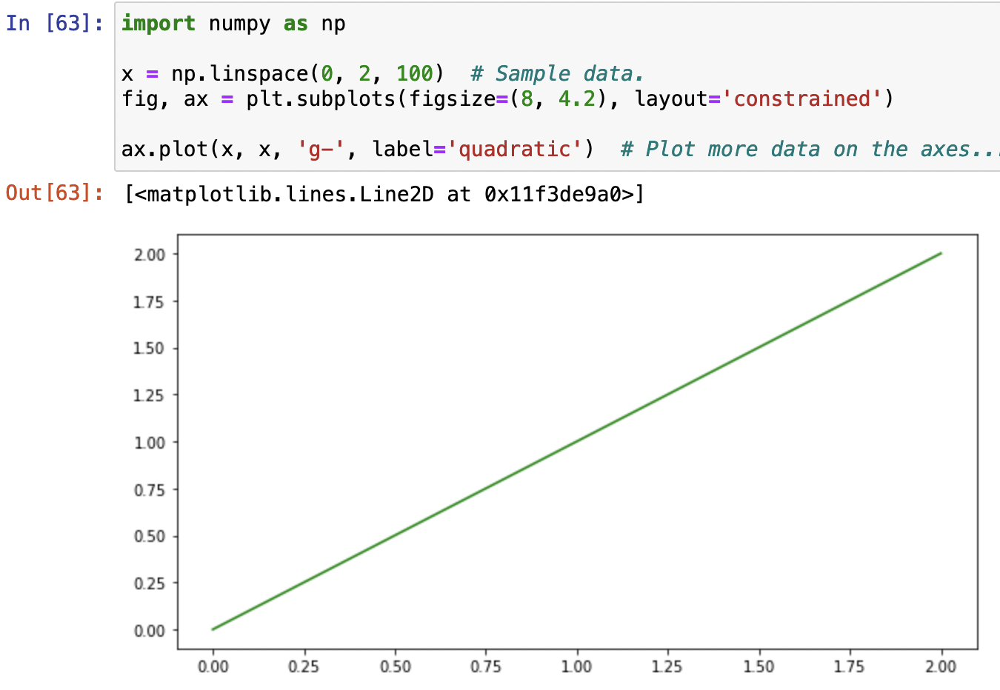 In [63]: import numpy as np
x = np.linspace(0, 2, 100)  # Sample data.
fig, ax = plt.subplots(figsize=(8, 4.2), layout='constrained')
ax.plot(x, x, 'g-', label='quadratic')  # Plot more data on the axes...
Out[63]: [<matplotlib.lines.Line2D at 0x11f3de9a0>]
2.00
1.75
1.50
1.25
1.00
0.75
0.50
0.25
0.00
0.00 0.25 0.50 0.75 1.00 1.25 1.50 1.75 2.00